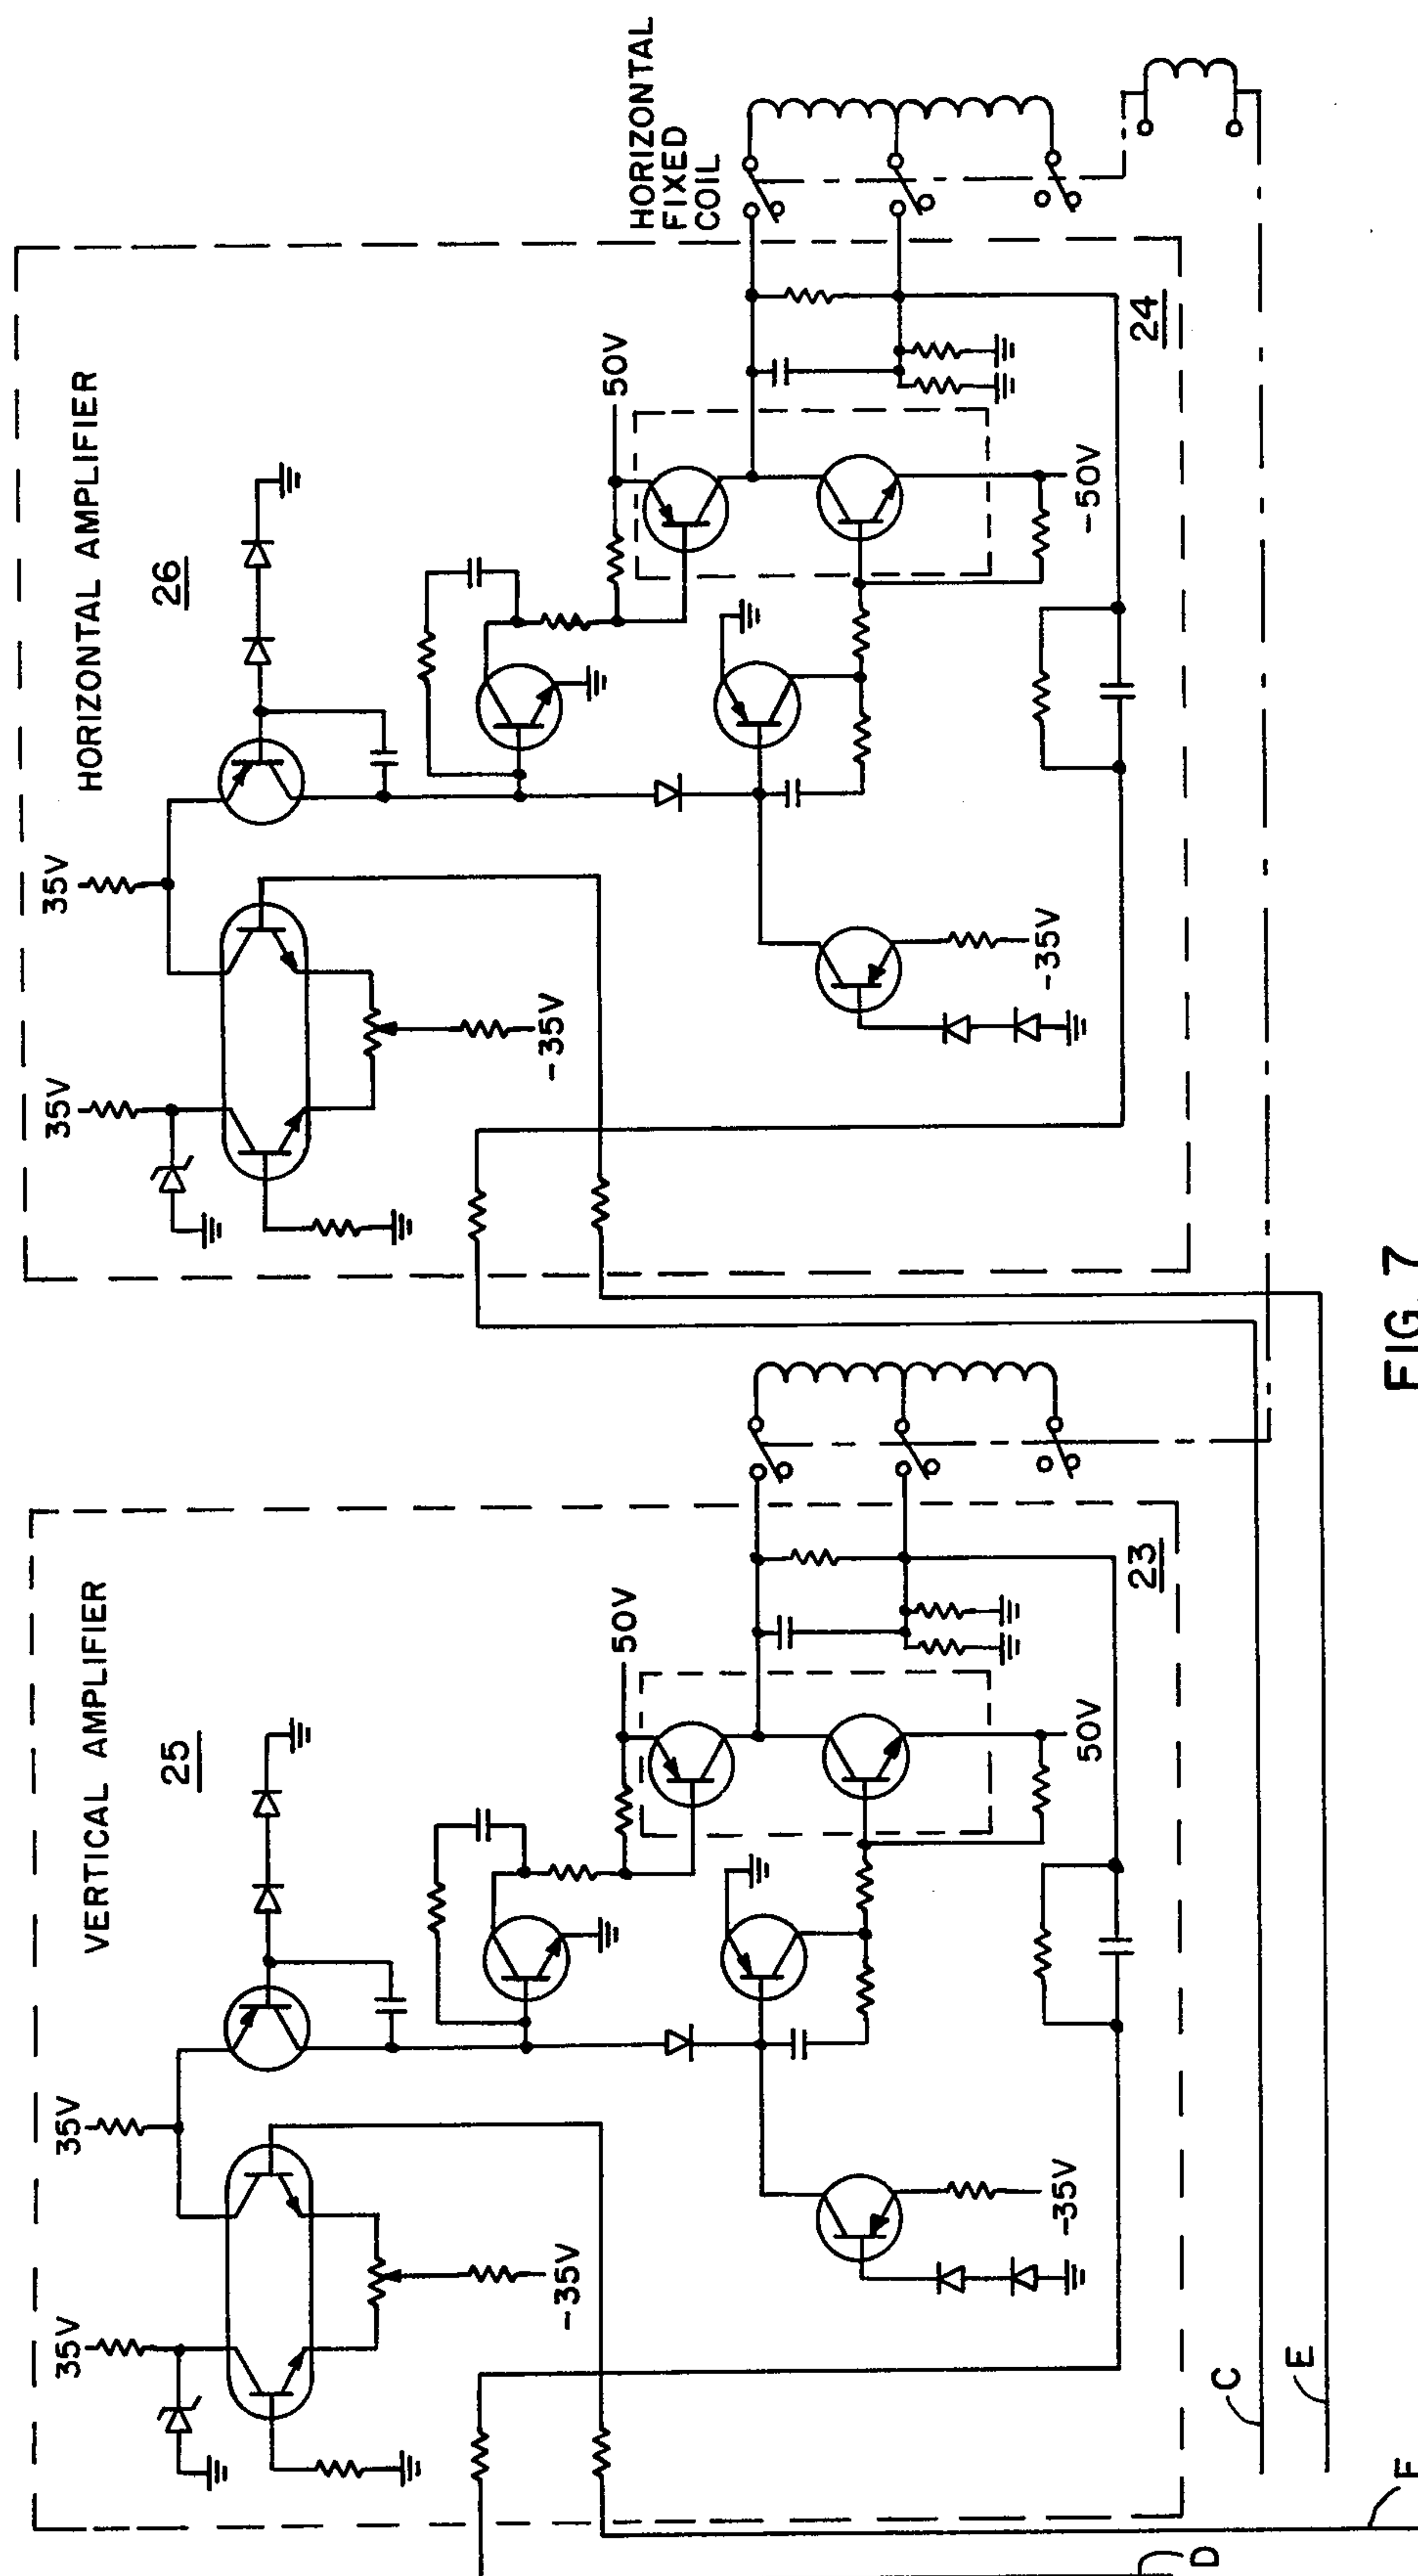 VERTICAL AMPLIFIER
25
35V
35V
-35V
50V
-35V
50V
23
HORIZONTAL AMPLIFIER
26
35V
35V
-35V
50V
-35V
-50V
24
HORIZONTAL
FIXED
COIL
C
E
D
F
FIG. 7